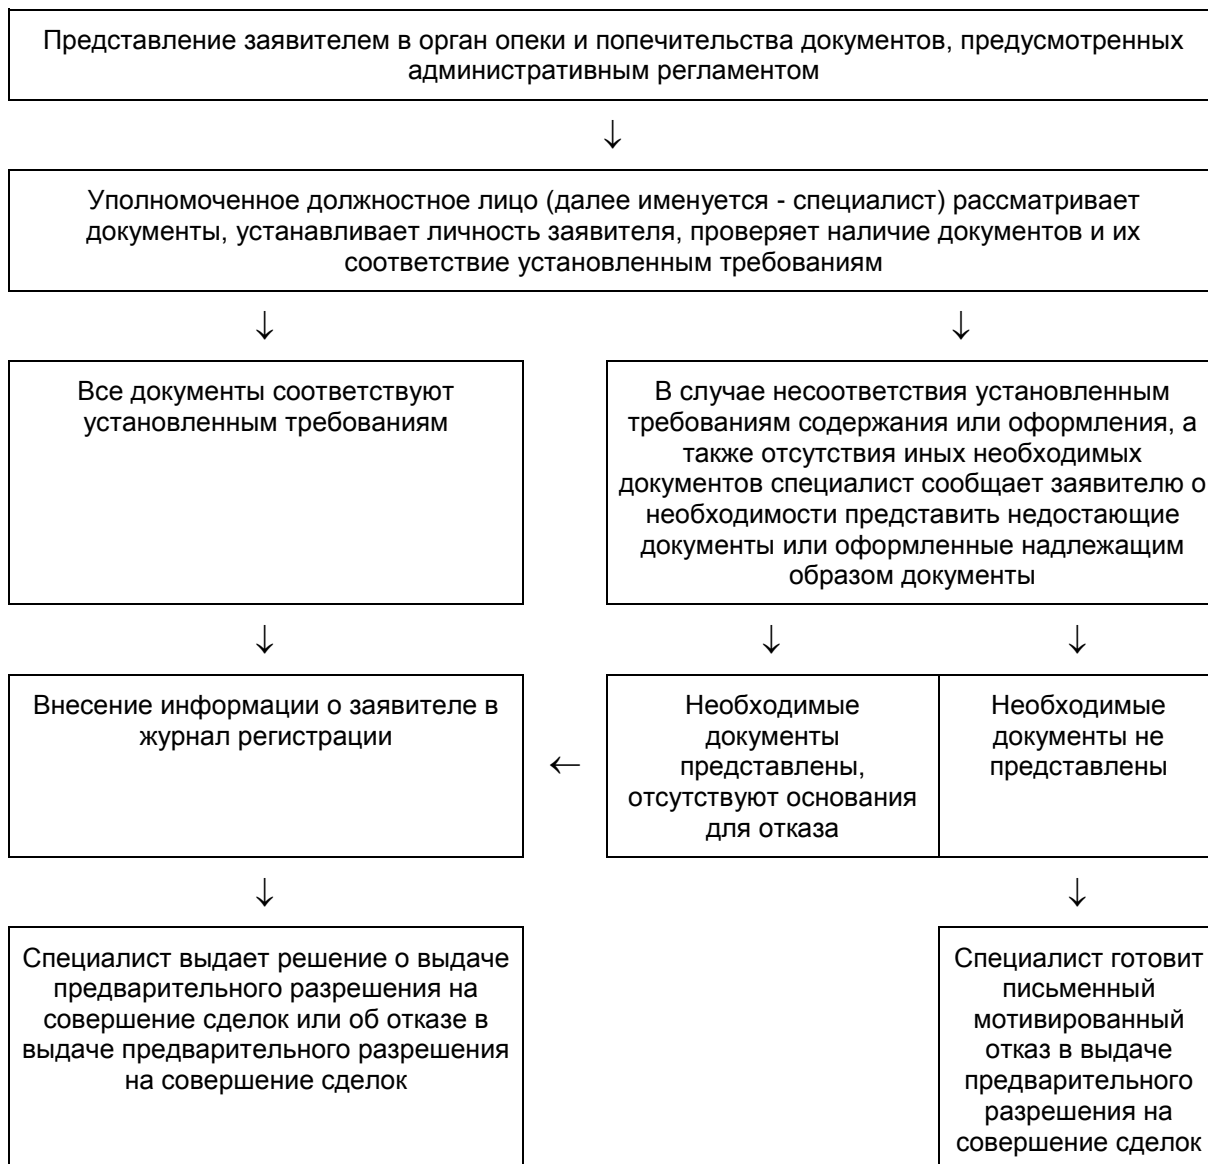 Представление заявителем в орган опеки и попечительства документов, предусмотренных
административным регламентом
↓
Уполномоченное должностное лицо (далее именуется - специалист) рассматривает
документы, устанавливает личность заявителя, проверяет наличие документов и их
соответствие установленным требованиям
↓ ↓
Все документы соответствуют
установленным требованиям
В случае несоответствия установленным
требованиям содержания или оформления, а
также отсутствия иных необходимых
документов специалист сообщает заявителю о
необходимости представить недостающие
документы или оформленные надлежащим
образом документы
↓ ↓ ↓
Внесение информации о заявителе в
журнал регистрации
←
Необходимые
документы
представлены,
отсутствуют основания
для отказа
Необходимые
документы не
представлены
↓ ↓
Специалист выдает решение о выдаче
предварительного разрешения на
совершение сделок или об отказе в
выдаче предварительного разрешения
на совершение сделок
Специалист готовит
письменный
мотивированный
отказ в выдаче
предварительного
разрешения на
совершение сделок